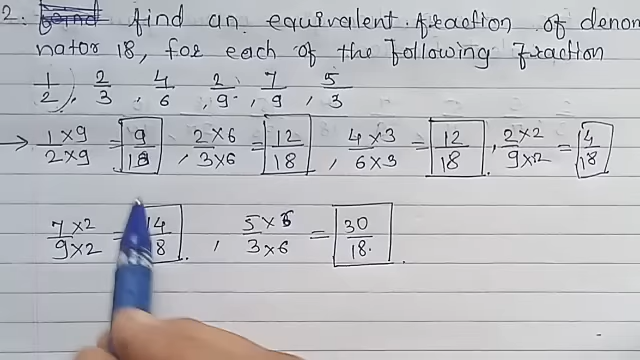 2. find an equivalent fraction of denom
nator 18, for each of the following fraction
1/2, 2/3, 4/6, 2/9, 7/9, 5/3
→ 1×9/2×9 = 9/18, 2×6/3×6 = 12/18, 4×3/6×3 = 12/18, 2×2/9×2 = 4/18
7×2/9×2 = 14/8, 5×6/3×6 = 30/18.